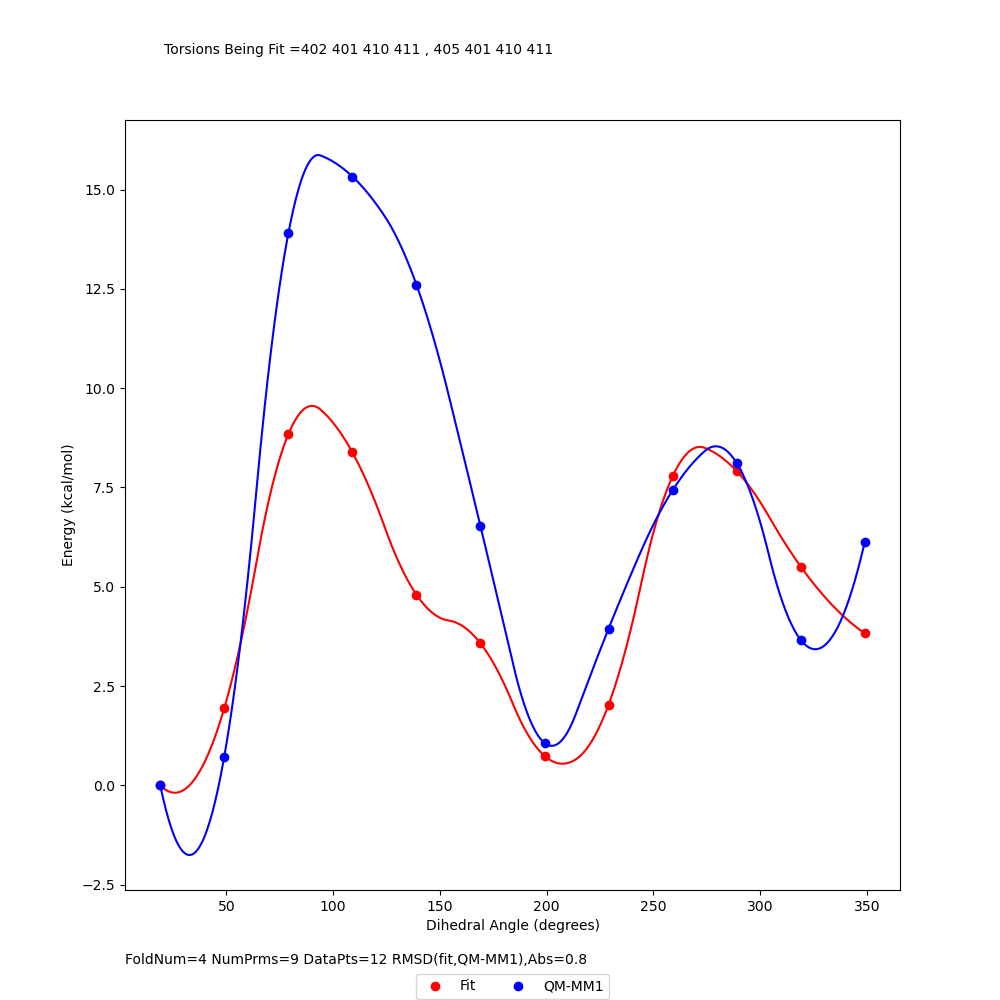 Torsions Being Fit =402 401 410 411 , 405 401 410 411
15.0
12.5
10.0
7.5
5.0
2.5
0.0
−2.5
Energy (kcal/mol)
50 100 150 200 250 300 350
Dihedral Angle (degrees)
FoldNum=4 NumPrms=9 DataPts=12 RMSD(fit,QM-MM1),Abs=0.8
Fit QM-MM1